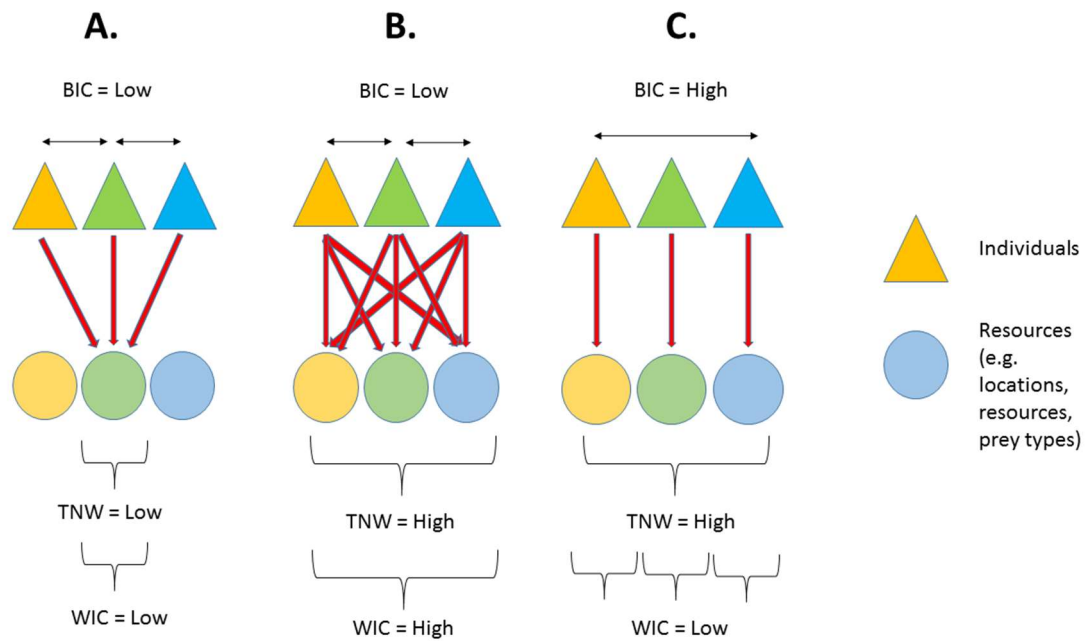 A.
B.
C.
BIC = Low
BIC = Low
BIC = High
Individuals
Resources
(e.g.
locations,
resources,
prey types)
TNW = Low
TNW = High
TNW = High
WIC = Low
WIC = High
WIC = Low